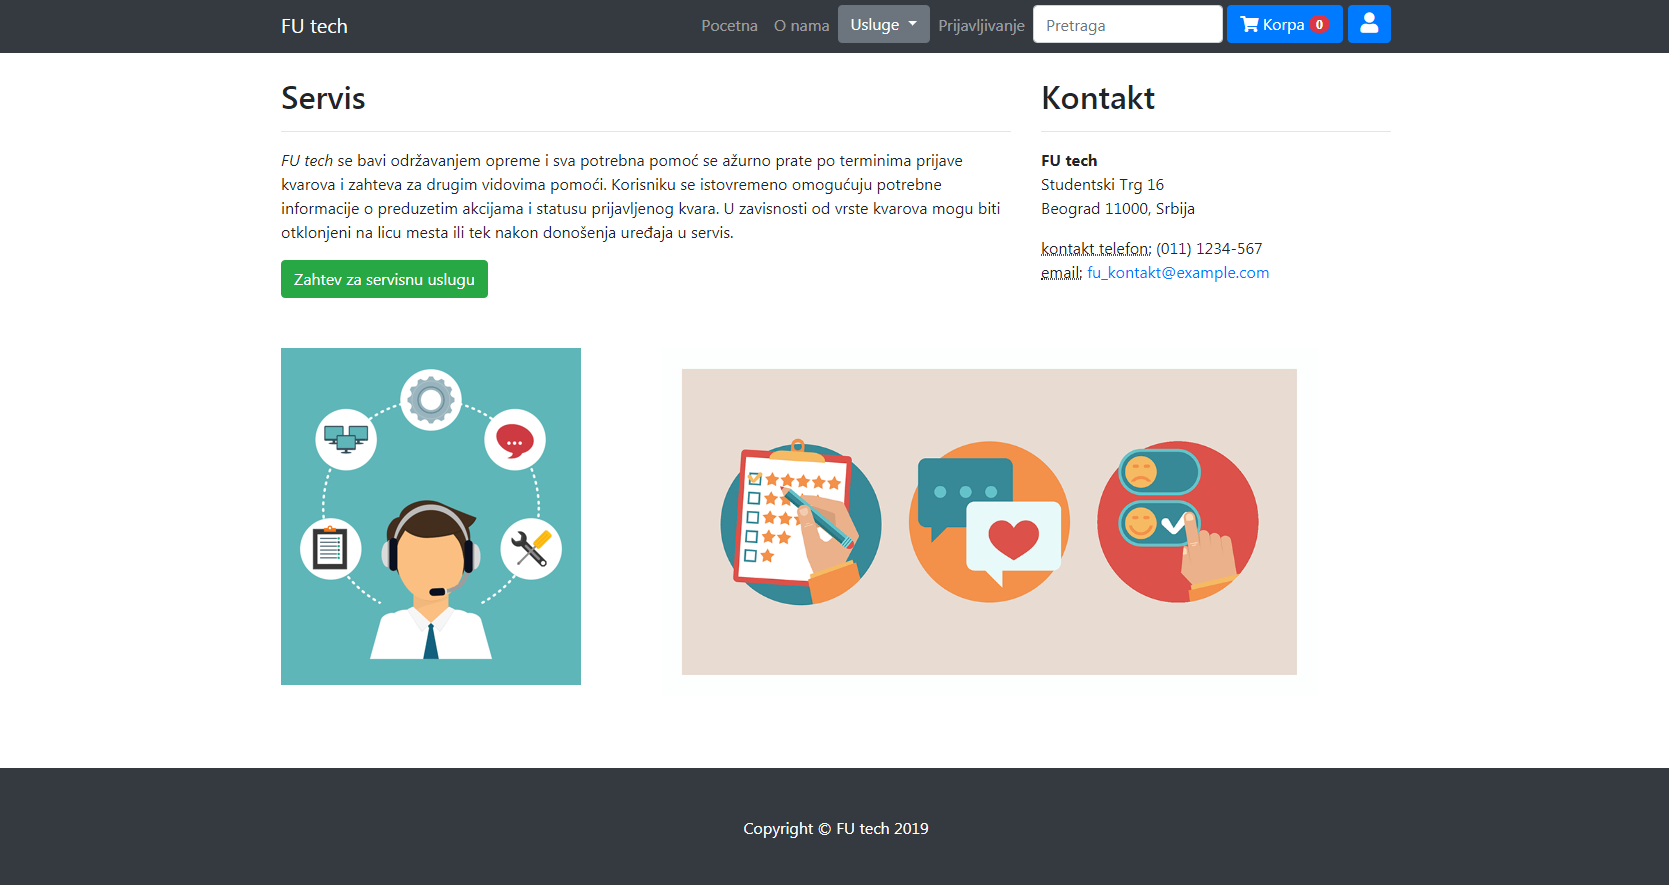 FU tech
Pocetna
O nama
Usluge
Prijavljivanje
Pretraga
Korpa 0
Servis
FU tech se bavi održavanjem opreme i sva potrebna pomoć se ažurno prate po terminima prijave
kvarova i zahteva za drugim vidovima pomoći. Korisniku se istovremeno omogućuju potrebne
informacije o preduzetim akcijama i statusu prijavljenog kvara. U zavisnosti od vrste kvarova mogu biti
otklonjeni na licu mesta ili tek nakon donošenja uređaja u servis.
Zahtev za servisnu uslugu
Kontakt
FU tech
Studentski Trg 16
Beograd 11000, Srbija
kontakt telefon: (011) 1234-567
email: fu_kontakt@example.com
Copyright © FU tech 2019